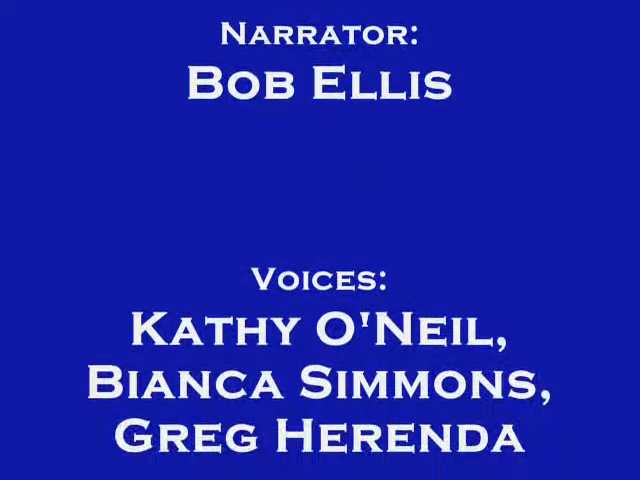 Narrator:
Bob Ellis
Voices:
Kathy O'Neil,
Bianca Simmons,
Greg Herenda